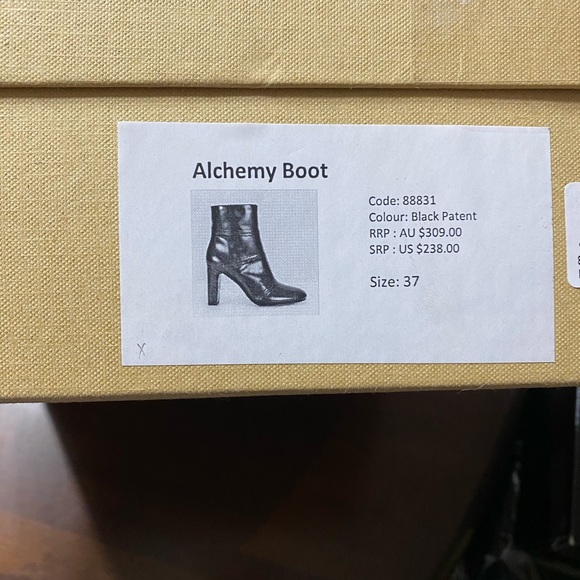 Alchemy Boot
Code: 88831
Colour: Black Patent
RRP : AU $309.00
SRP : US $238.00
Size: 37
X